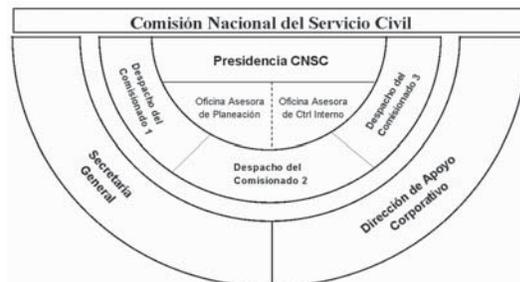 Comisión Nacional del Servicio Civil
Presidencia CNSC
Oficina Asesora
de Planeación
Oficina Asesora
de Ctrl Interno
Despacho del
Comisionado 1
Despacho del
Comisionado 2
Despacho del
Comisionado 3
Secretaría
General
Dirección de Apoyo
Corporativo